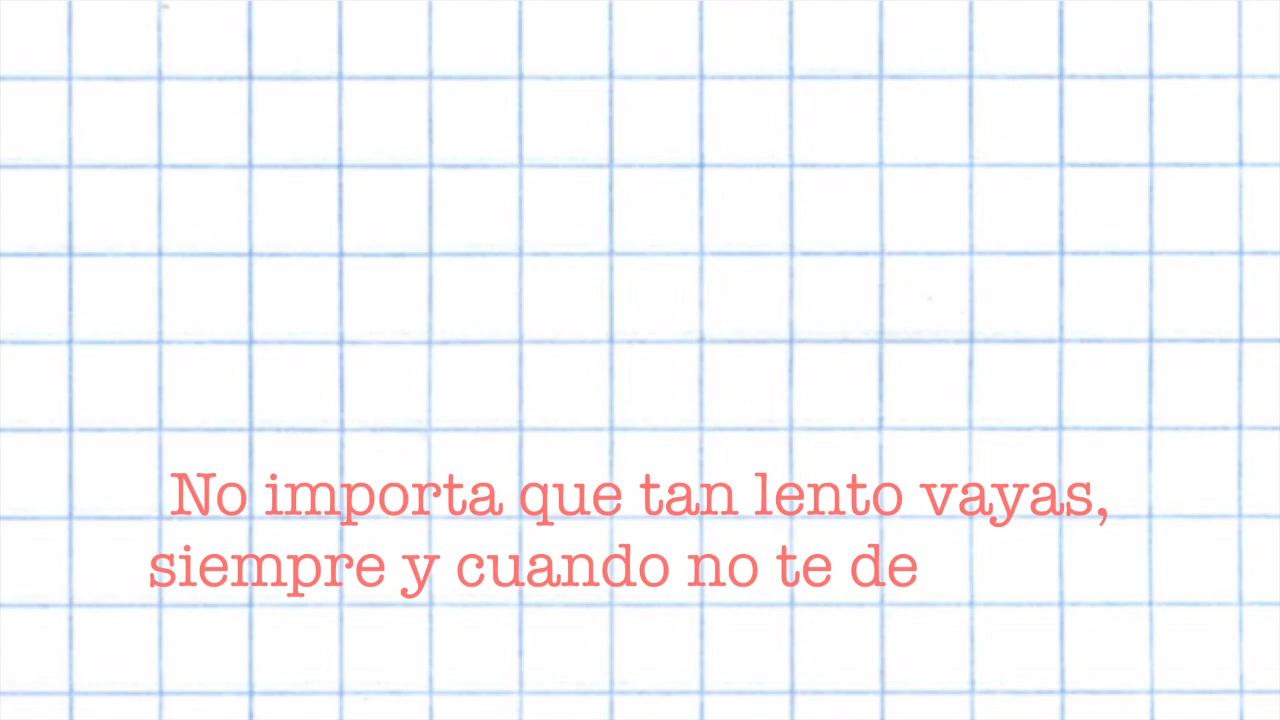 No importa que tan lento vayas,
siempre y cuando no te de